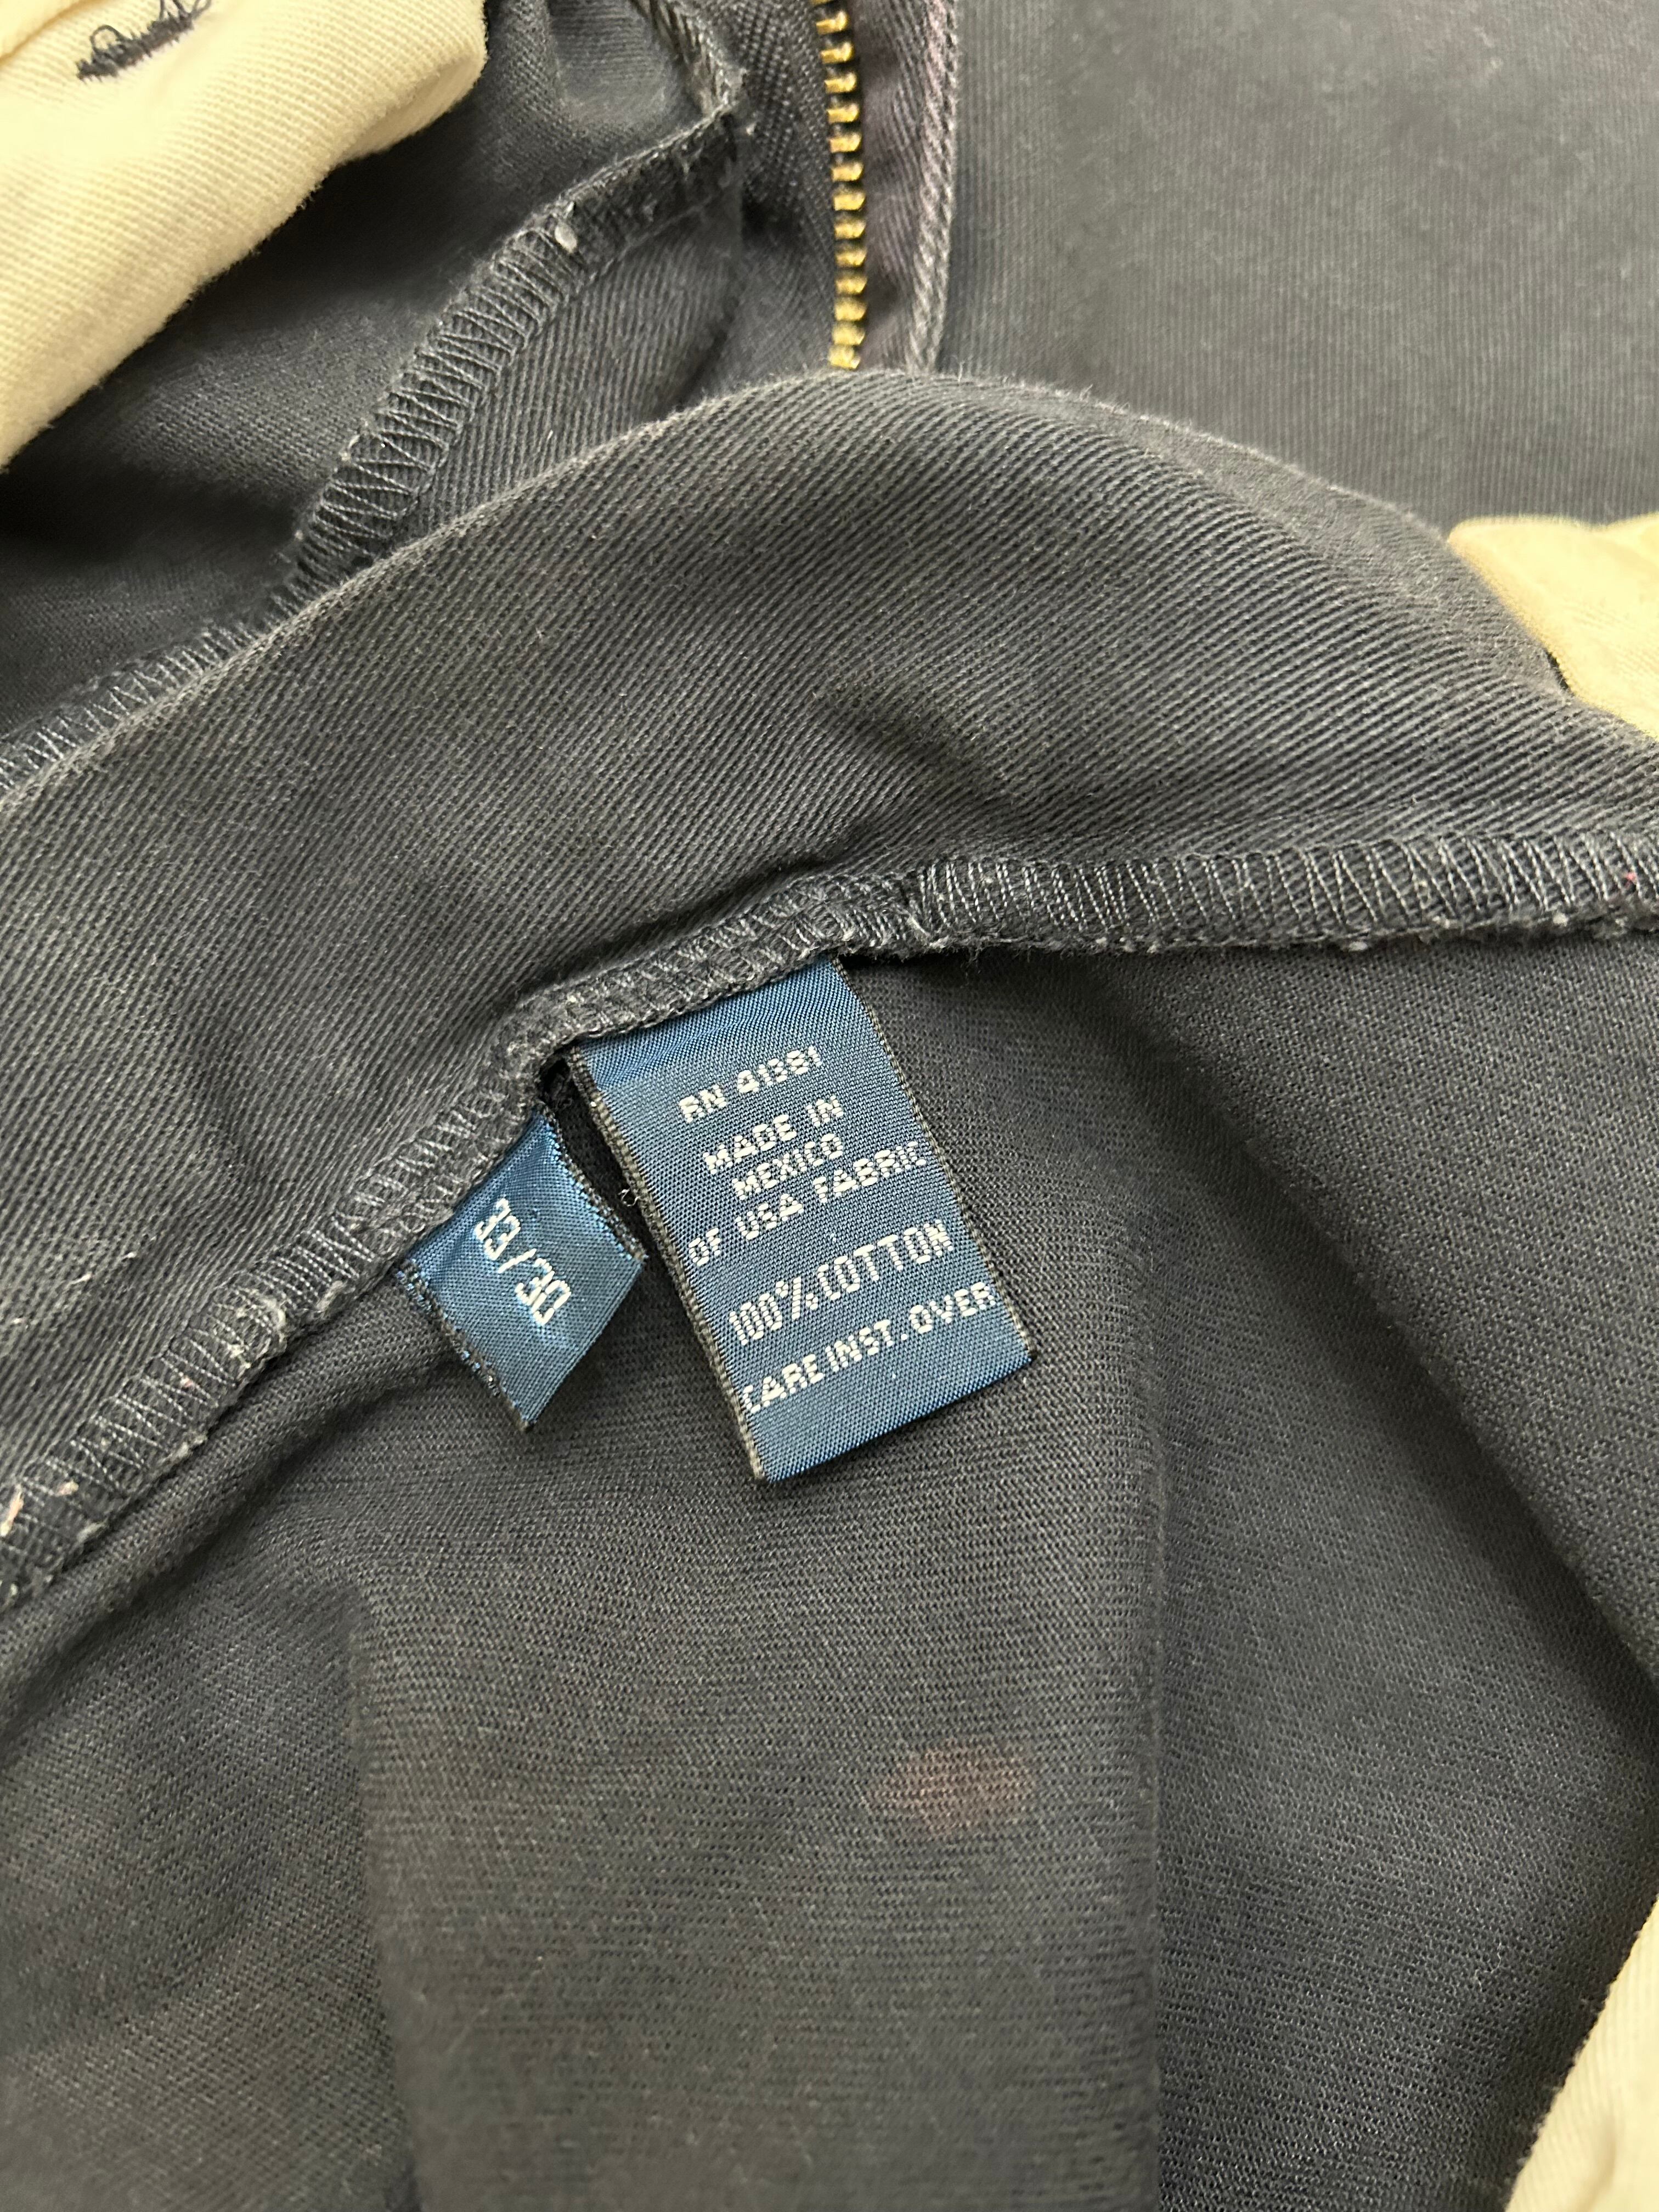 33/30
RN 41381
MADE IN
MEXICO
OF USA FABRIC
100% COTTON
CARE INST. OVER